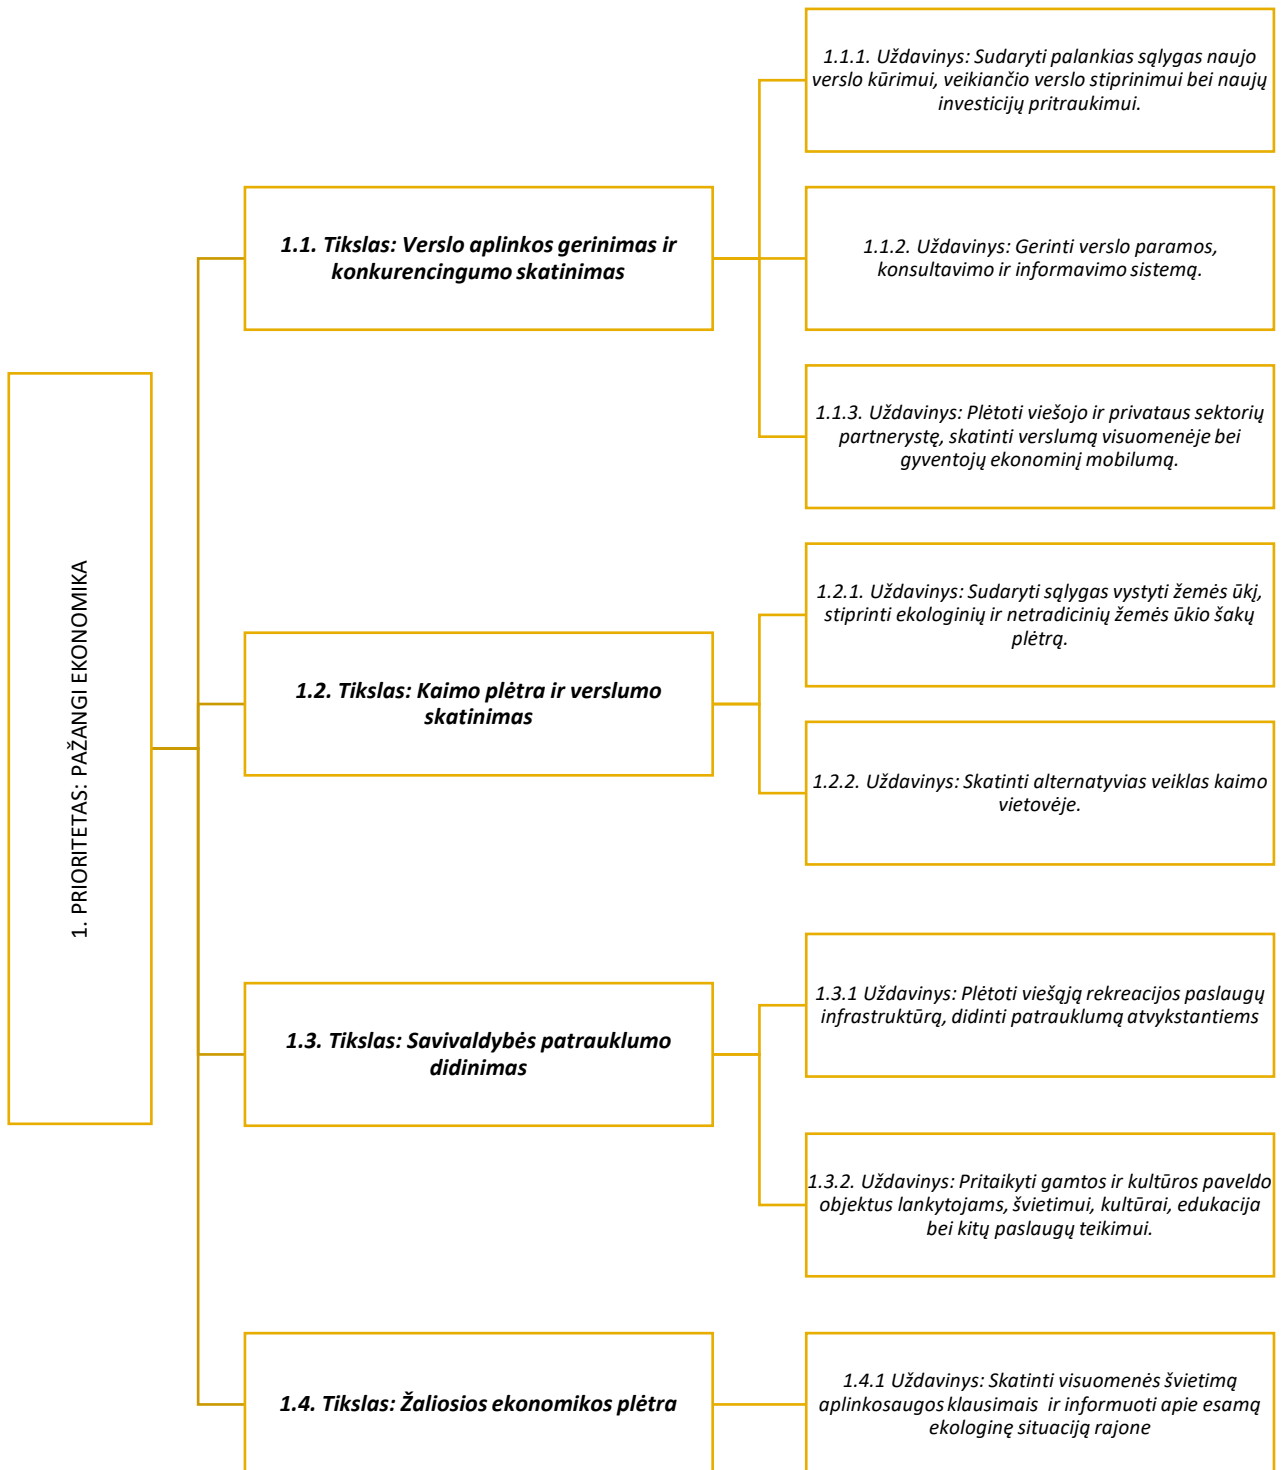 1. PRIORITETAS: PAŽANGI EKONOMIKA
1.1. Tikslas: Verslo aplinkos gerinimas ir
konkurencingumo skatinimas
1.1.1. Uždavinys: Sudaryti palankias sąlygas naujo
verslo kūrimui, veikiančio verslo stiprinimui bei naujų
investicijų pritraukimui.
1.1.2. Uždavinys: Gerinti verslo paramos,
konsultavimo ir informavimo sistemą.
1.1.3. Uždavinys: Plėtoti viešojo ir privataus sektorių
partnerystę, skatinti verslumą visuomenėje bei
gyventojų ekonominį mobilumą.
1.2. Tikslas: Kaimo plėtra ir verslumo
skatinimas
1.2.1. Uždavinys: Sudaryti sąlygas vystyti žemės ūkį,
stiprinti ekologinių ir netradicinių žemės ūkio šakų
plėtrą.
1.2.2. Uždavinys: Skatinti alternatyvias veiklas kaimo
vietovėje.
1.3. Tikslas: Savivaldybės patrauklumo
didinimas
1.3.1 Uždavinys: Plėtoti viešąją rekreacijos paslaugų
infrastruktūrą, didinti patrauklumą atvykstantiems
1.3.2. Uždavinys: Pritaikyti gamtos ir kultūros paveldo
objektus lankytojams, švietimui, kultūrai, edukacija
bei kitų paslaugų teikimui.
1.4. Tikslas: Žaliosios ekonomikos plėtra
1.4.1 Uždavinys: Skatinti visuomenės švietimą
aplinkosaugos klausimais ir informuoti apie esamą
ekologinę situaciją rajone